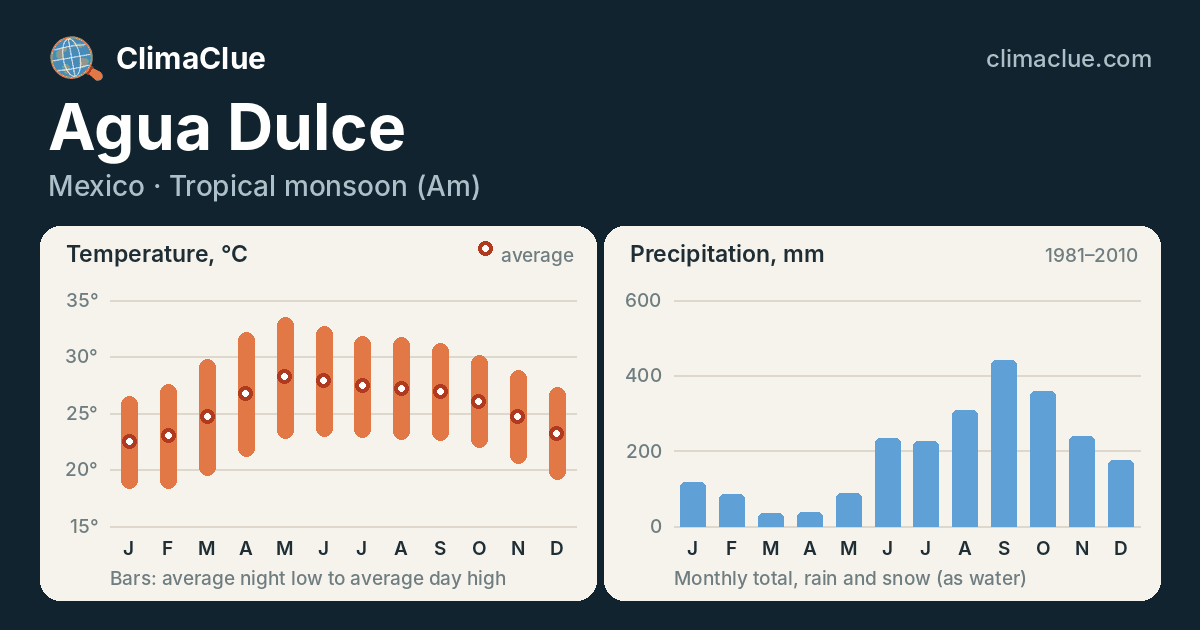 ClimaClue
climaclue.com
Agua Dulce
Mexico · Tropical monsoon (Am)
Temperature, °C
average
35°
30°
25°
20°
15°
J F M A M J J A S O N D
Bars: average night low to average day high
Precipitation, mm
1981–2010
600
400
200
0
J F M A M J J A S O N D
Monthly total, rain and snow (as water)